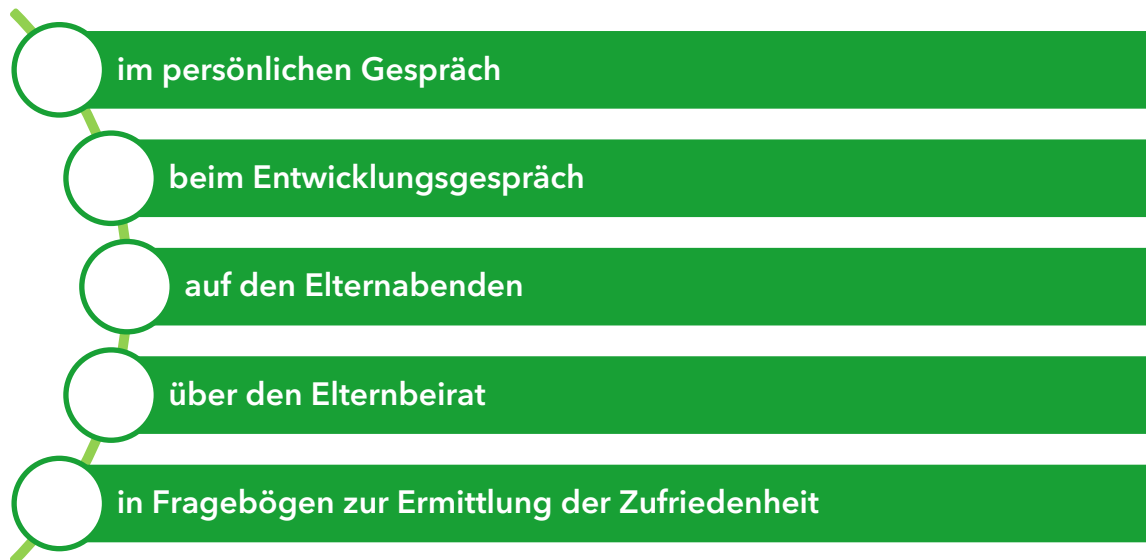 im persönlichen Gespräch
beim Entwicklungsgespräch
auf den Elternabenden
über den Elternbeirat
in Fragebögen zur Ermittlung der Zufriedenheit